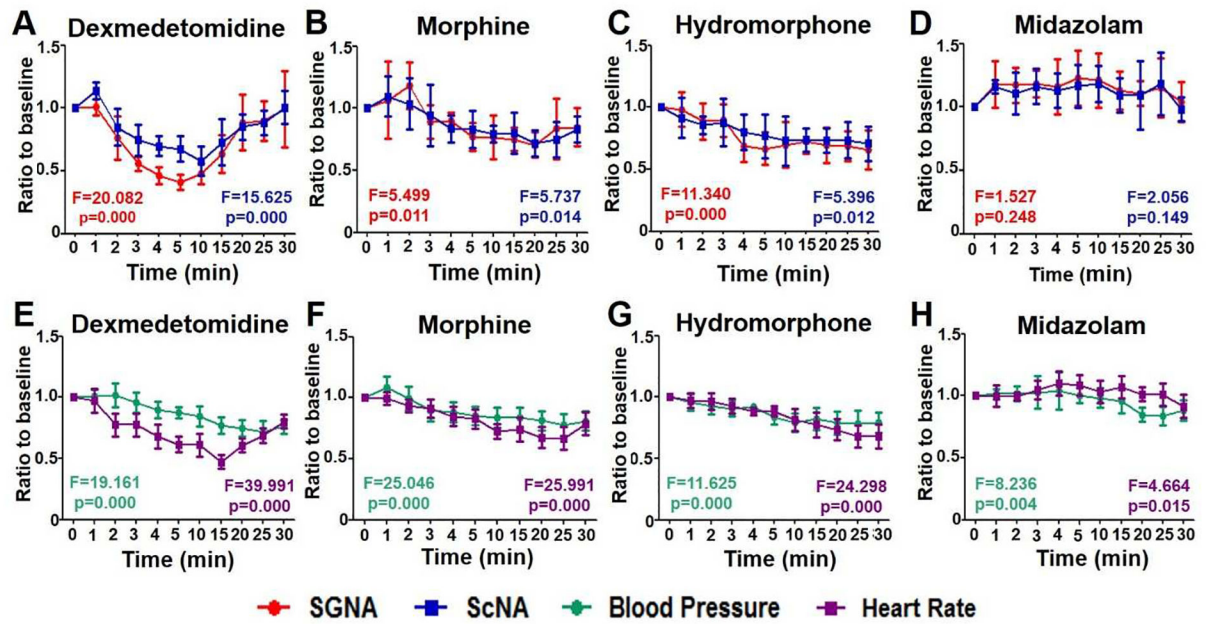 A Dexmedetomidine
Ratio to baseline
1.5
1.0
0.5
0
F=20.082
p=0.000
F=15.625
p=0.000
0 1 2 3 4 5 10 15 20 25 30
Time (min)
B Morphine
Ratio to baseline
1.5
1.0
0.5
0
F=5.499
p=0.011
F=5.737
p=0.014
0 1 2 3 4 5 10 15 20 25 30
Time (min)
C Hydromorphone
Ratio to baseline
1.5
1.0
0.5
0
F=11.340
p=0.000
F=5.396
p=0.012
0 1 2 3 4 5 10 15 20 25 30
Time (min)
D Midazolam
Ratio to baseline
1.5
1.0
0.5
0
F=1.527
p=0.248
F=2.056
p=0.149
0 1 2 3 4 5 10 15 20 25 30
Time (min)
E Dexmedetomidine
Ratio to baseline
1.5
1.0
0.5
0
F=19.161
p=0.000
F=39.991
p=0.000
0 1 2 3 4 5 10 15 20 25 30
Time (min)
F Morphine
Ratio to baseline
1.5
1.0
0.5
0
F=25.046
p=0.000
F=25.991
p=0.000
0 1 2 3 4 5 10 15 20 25 30
Time (min)
G Hydromorphone
Ratio to baseline
1.5
1.0
0.5
0
F=11.625
p=0.000
F=24.298
p=0.000
0 1 2 3 4 5 10 15 20 25 30
Time (min)
H Midazolam
Ratio to baseline
1.5
1.0
0.5
0
F=8.236
p=0.004
F=4.664
p=0.015
0 1 2 3 4 5 10 15 20 25 30
Time (min)
SGNA ScNA Blood Pressure Heart Rate